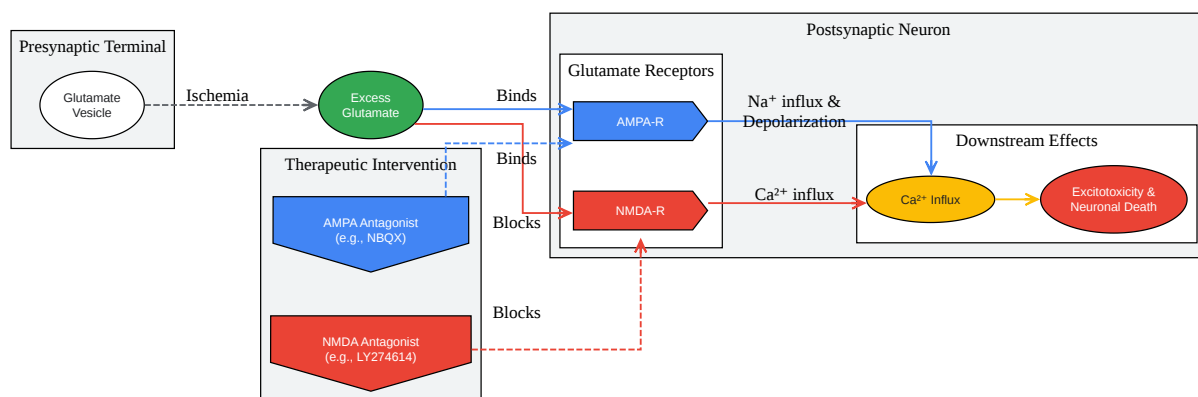 Presynaptic Terminal
Glutamate
Vesicle
Ischemia
Excess
Glutamate
Therapeutic Intervention
AMPA Antagonist
(e.g., NBQX)
NMDA Antagonist
(e.g., LY274614)
Binds
Binds
Blocks
Blocks
Postsynaptic Neuron
Glutamate Receptors
AMPA-R
NMDA-R
Na⁺ influx &
Depolarization
Ca²⁺ influx
Downstream Effects
Ca²⁺ Influx
Excitotoxicity &
Neuronal Death